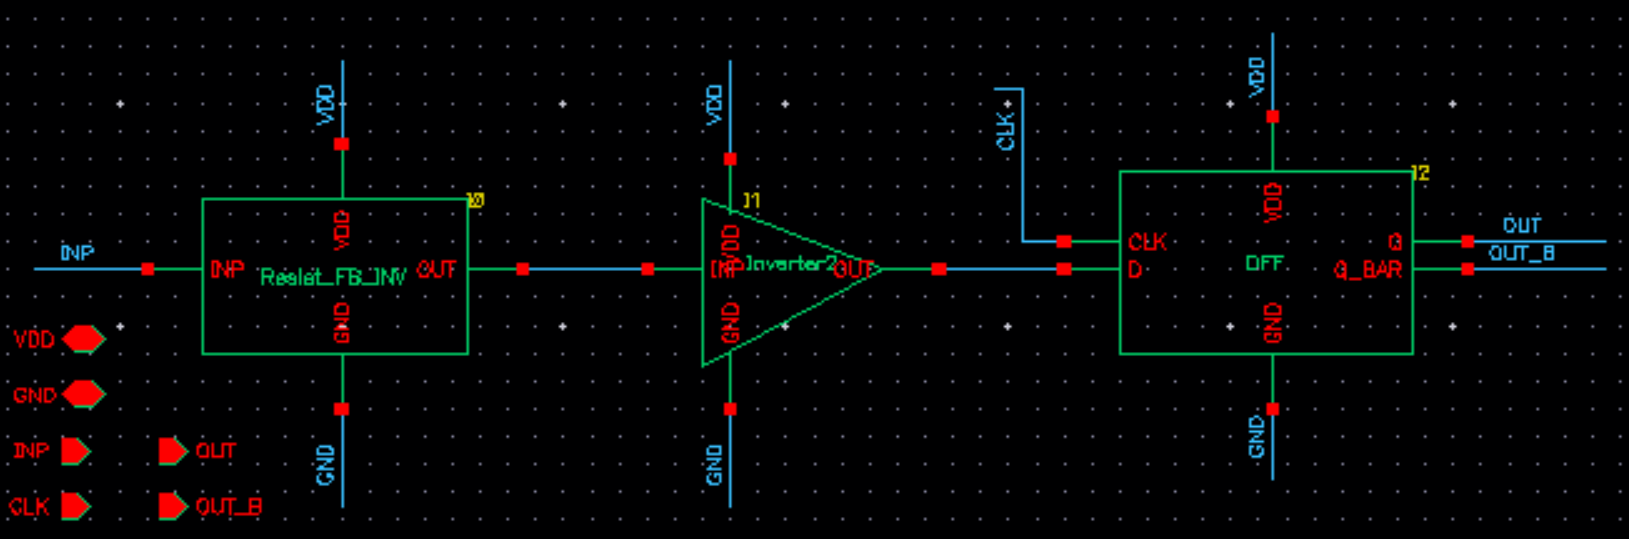 VDD
VDD
CLK
VDD
I0
I1
I2
INP
INP
VDD
Resist_FB_INV
OUT
GND
VDD
INP
Inverter2
OUT
GND
VDD
CLK
D
DFF
Q
Q_BAR
GND
OUT
OUT_B
VDD
GND
INP
OUT
CLK
OUT_B
GND
GND
GND